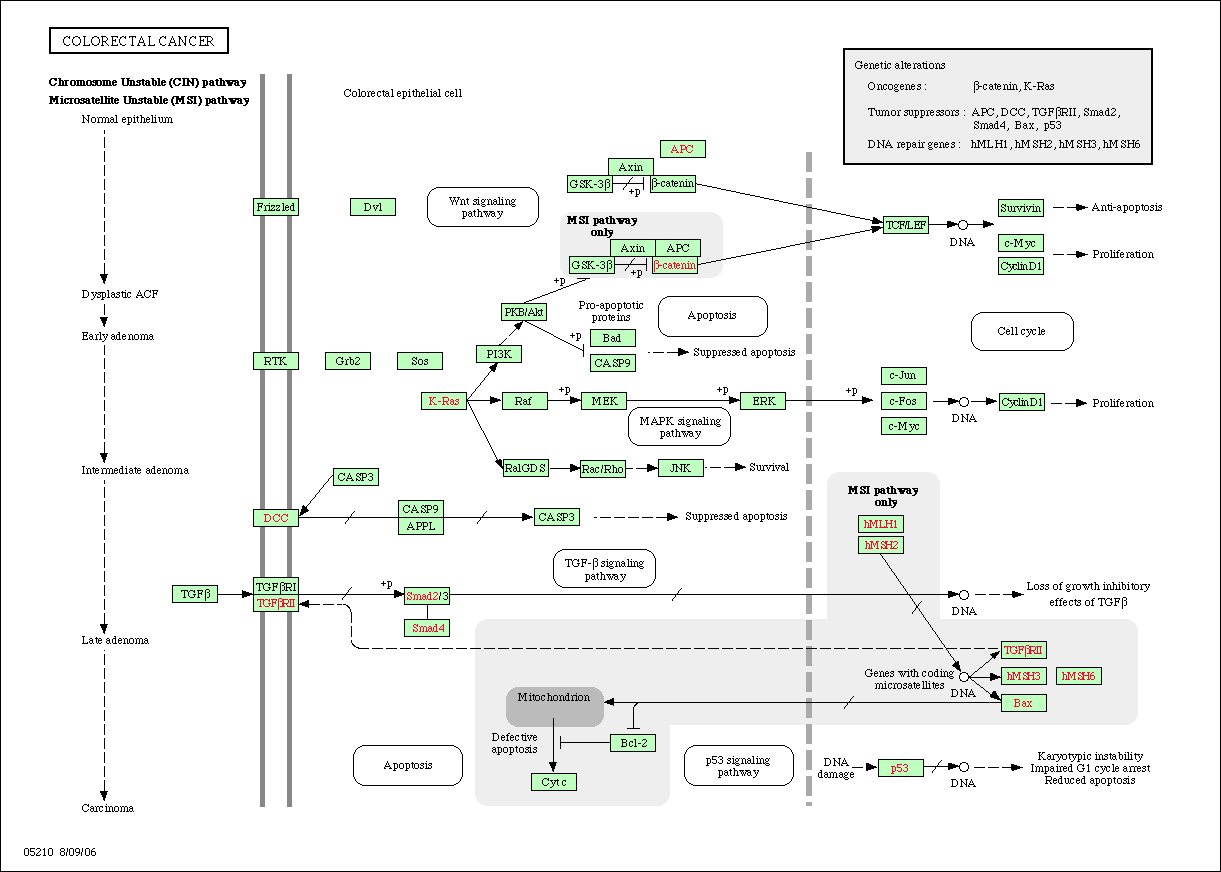 COLORECTAL CANCER
Chromosome Unstable (CIN) pathway
Microsatellite Unstable (MSI) pathway
Normal epithelium
Dysplastic ACF
Early adenoma
Intermediate adenoma
Late adenoma
Carcinoma
Colorectal epithelial cell
Genetic alterations
Oncogenes : β-catenin, K-Ras
Tumor suppressors : APC, DCC, TGFβRII, Smad2,
Smad4, Bax, p53
DNA repair genes : hMLH1, hMSH2, hMSH3, hMSH6
APC
Axin
GSK-3β
+p
β-catenin
Frizzled
Dvl
Wnt signaling
pathway
MSI pathway
only
Axin
APC
GSK-3β
+p
β-catenin
TCF/LEF
DNA
Survivin
Anti-apoptosis
c-Myc
CyclinD1
Proliferation
+p
PKB/Akt
Pro-apoptotic
proteins
+p
Bad
CASP9
Apoptosis
Suppressed apoptosis
Cell cycle
RTK
Grb2
Sos
PI3K
K-Ras
Raf
+p
MEK
+p
ERK
+p
c-Jun
c-Fos
c-Myc
DNA
CyclinD1
Proliferation
MAPK signaling
pathway
RalGDS
Rac/Rho
JNK
Survival
CASP3
DCC
CASP9
APPL
CASP3
Suppressed apoptosis
MSI pathway
only
hMLH1
hMSH2
TGF-β signaling
pathway
TGFβ
TGFβRI
TGFβRII
+p
Smad2/3
Smad4
DNA
Loss of growth inhibitory
effects of TGFβ
Genes with coding
microsatellites
DNA
TGFβRII
hMSH3
hMSH6
Bax
Mitochondrion
Defective
apoptosis
Bcl-2
Cyt c
Apoptosis
p53 signaling
pathway
DNA
damage
p53
DNA
Karyotypic instability
Impaired G1 cycle arrest
Reduced apoptosis
05210 8/09/06